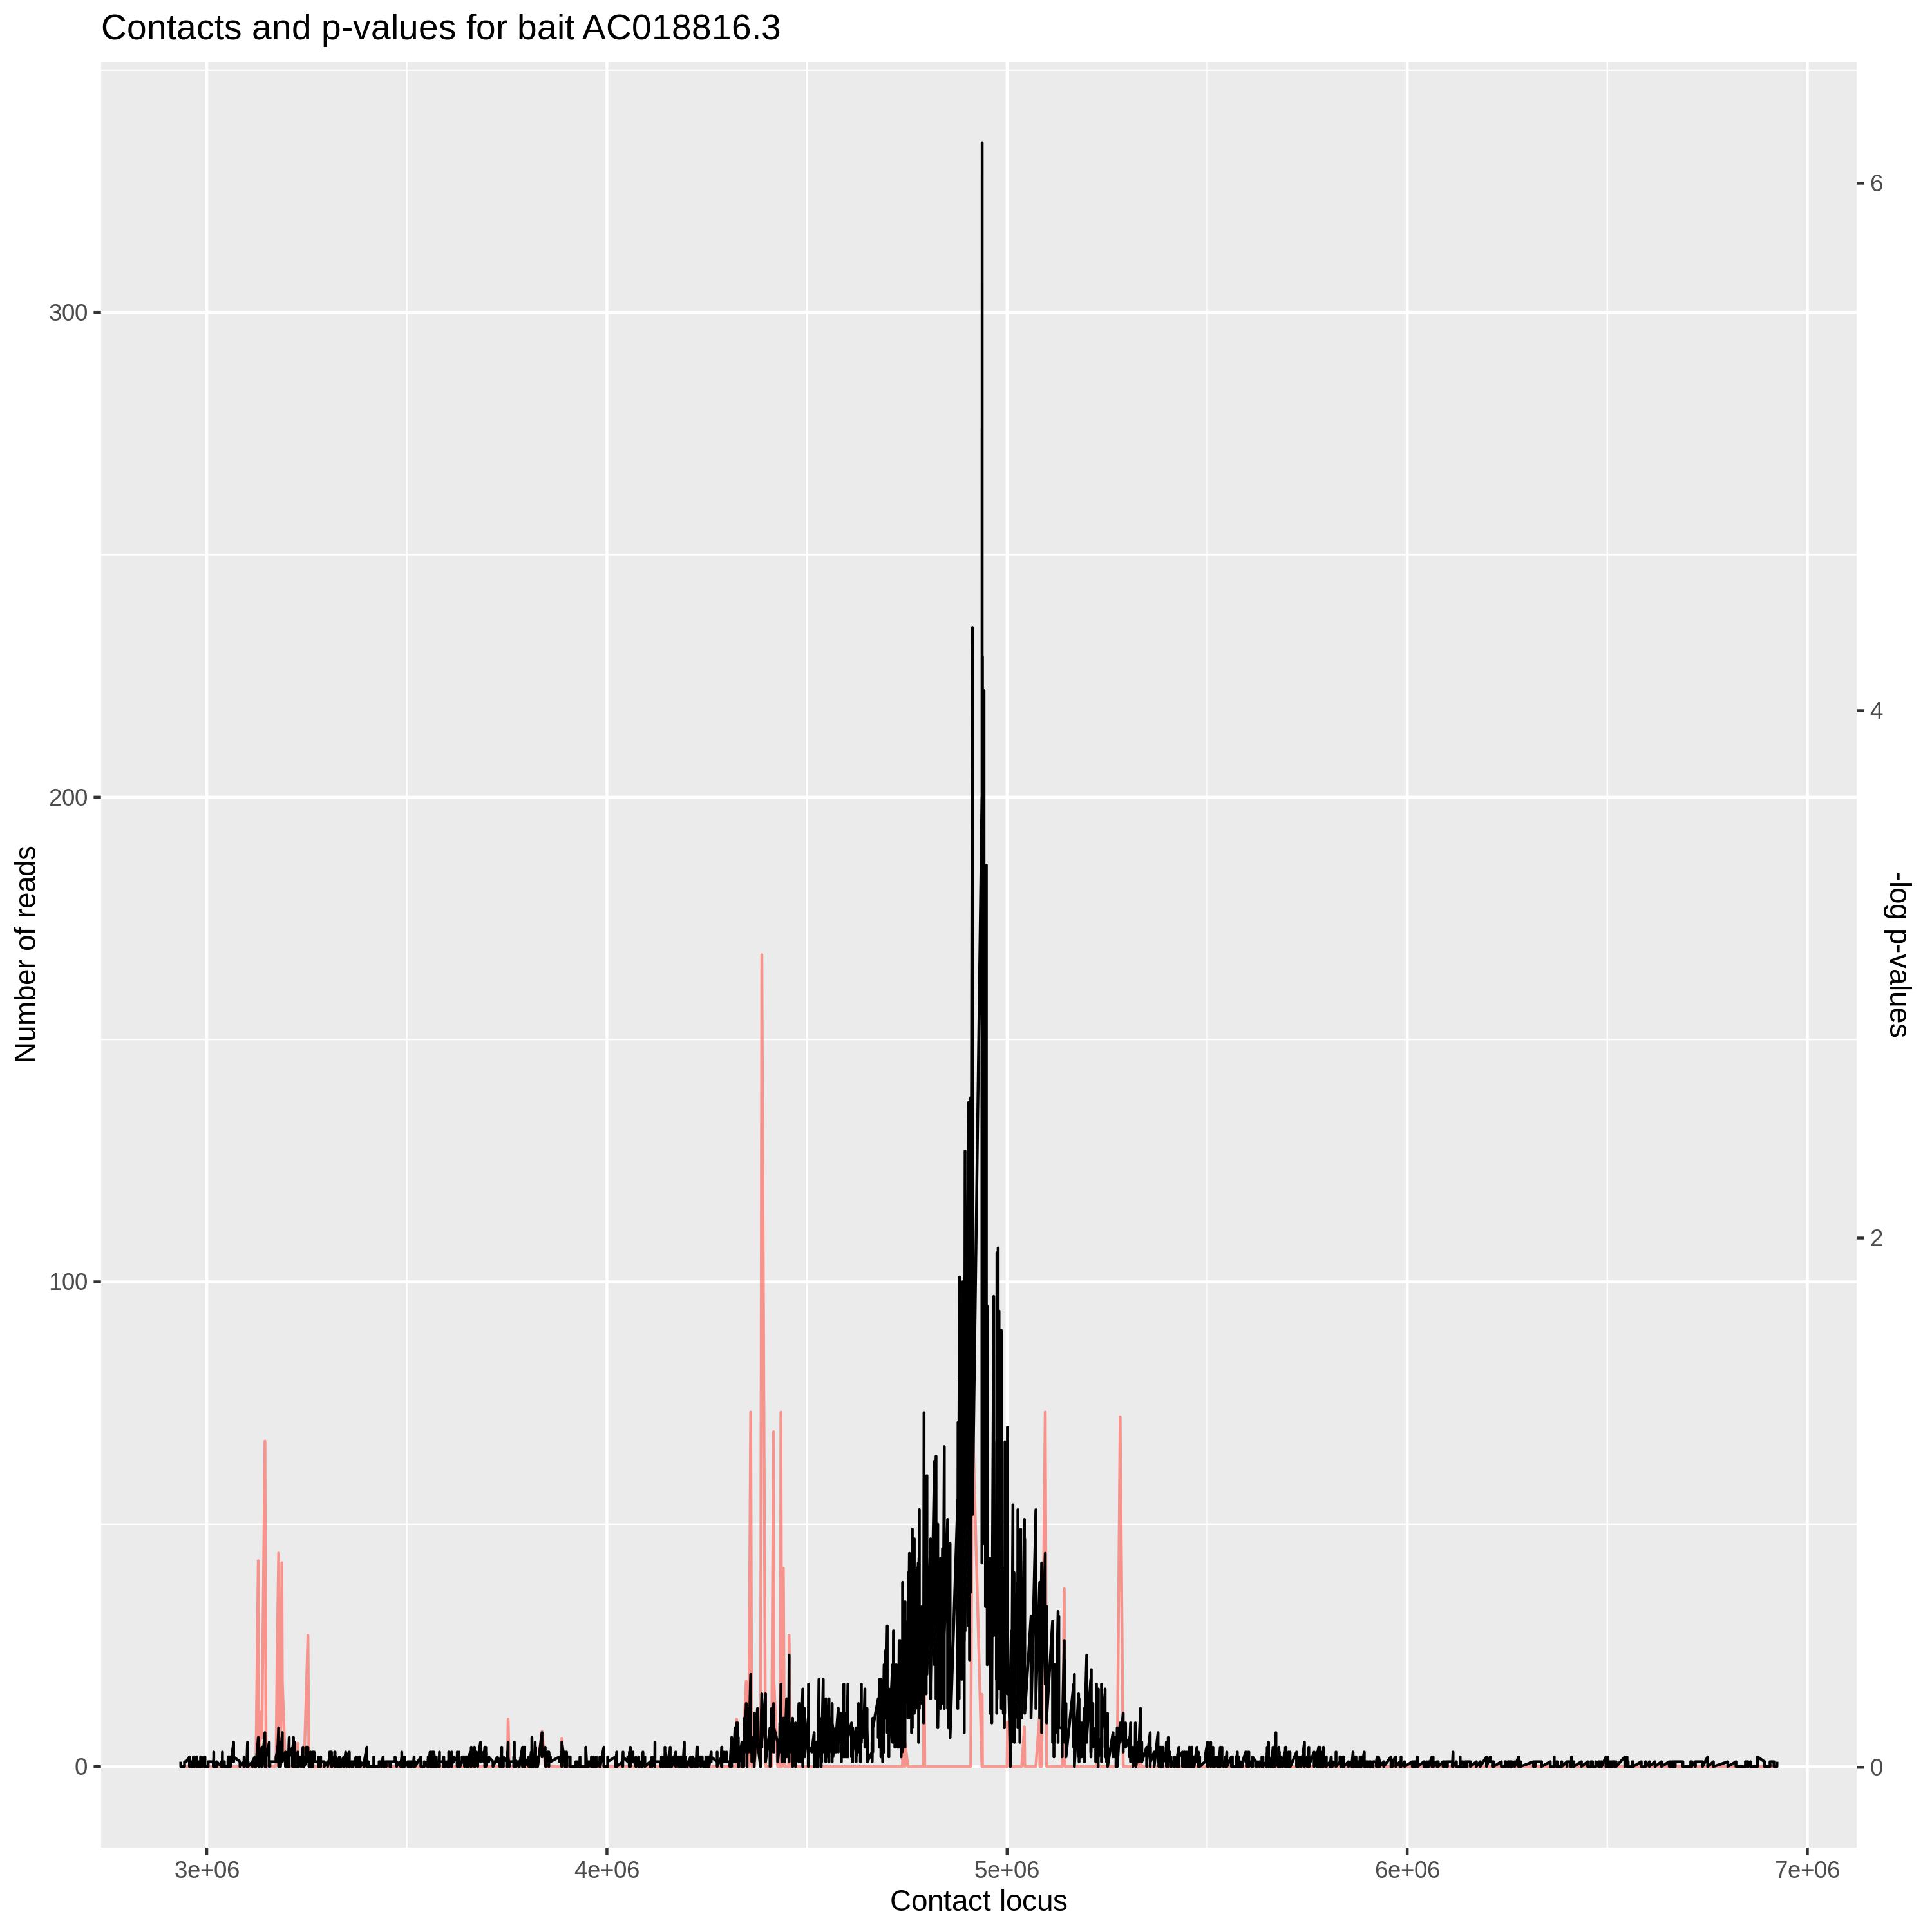 Contacts and p-values for bait AC018816.3
Number of reads
300
200
100
0
6
4
2
0
-log p-values
3e+06
4e+06
5e+06
6e+06
7e+06
Contact locus